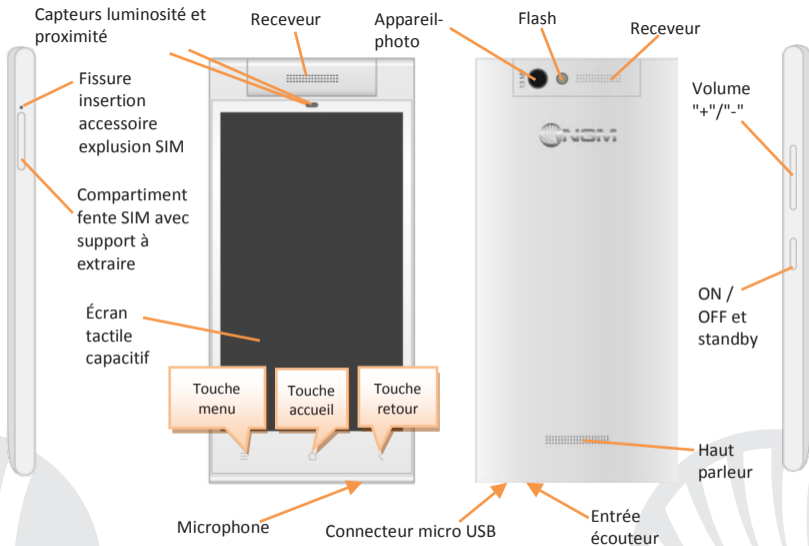 Capteurs luminosité et
proximité
Receveur
Appareil-
photo
Flash
Receveur
Fissure
insertion
accessoire
explusion SIM
Volume
"+"/"-"
NGM
Compartiment
fente SIM avec
support à
extraire
ON /
OFF et
standby
Écran
tactile
capacitif
Touche
menu
Touche
accueil
Touche
retour
Haut
parleur
Microphone
Connecteur micro USB
Entrée
écouteur